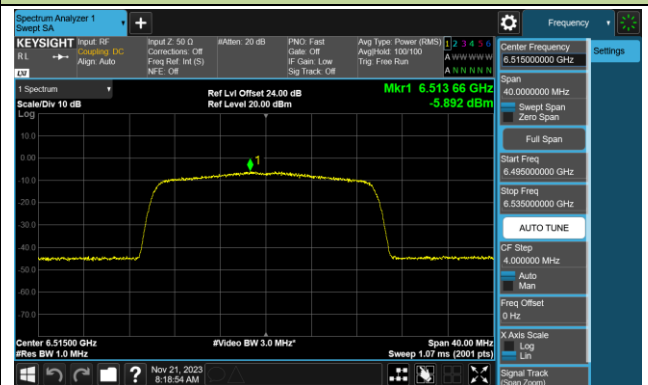 Spectrum Analyzer 1
Swept SA
Frequency
KEYSIGHT
Input: RF
Coupling: DC
Align: Auto
Input Z: 50 Ω
Corrections: Off
Freq Ref: Int (S)
NFE: Off
#Atten: 20 dB
PNO: Fast
Gate: Off
IF Gain: Low
Sig Track: Off
Avg Type: Power (RMS)
Avg|Hold: 100/100
Trig: Free Run
1 2 3 4 5 6
A W W W W W
A N N N N N
R L
LXI
1 Spectrum
Scale/Div 10 dB
Log
Ref Lvl Offset 24.00 dB
Ref Level 20.00 dBm
Mkr1 6.513 66 GHz
-5.892 dBm
1
10.0
0.00
-10.0
-20.0
-30.0
-40.0
-50.0
-60.0
-70.0
Center 6.51500 GHz
#Res BW 1.0 MHz
#Video BW 3.0 MHz*
Span 40.00 MHz
Sweep 1.07 ms (2001 pts)
Nov 21, 2023
8:18:54 AM
Center Frequency
6.515000000 GHz
Settings
Span
40.0000000 MHz
Swept Span
Zero Span
Full Span
Start Freq
6.495000000 GHz
Stop Freq
6.535000000 GHz
AUTO TUNE
CF Step
4.000000 MHz
Auto
Man
Freq Offset
0 Hz
X Axis Scale
Log
Lin
Signal Track
(Span Zoom)